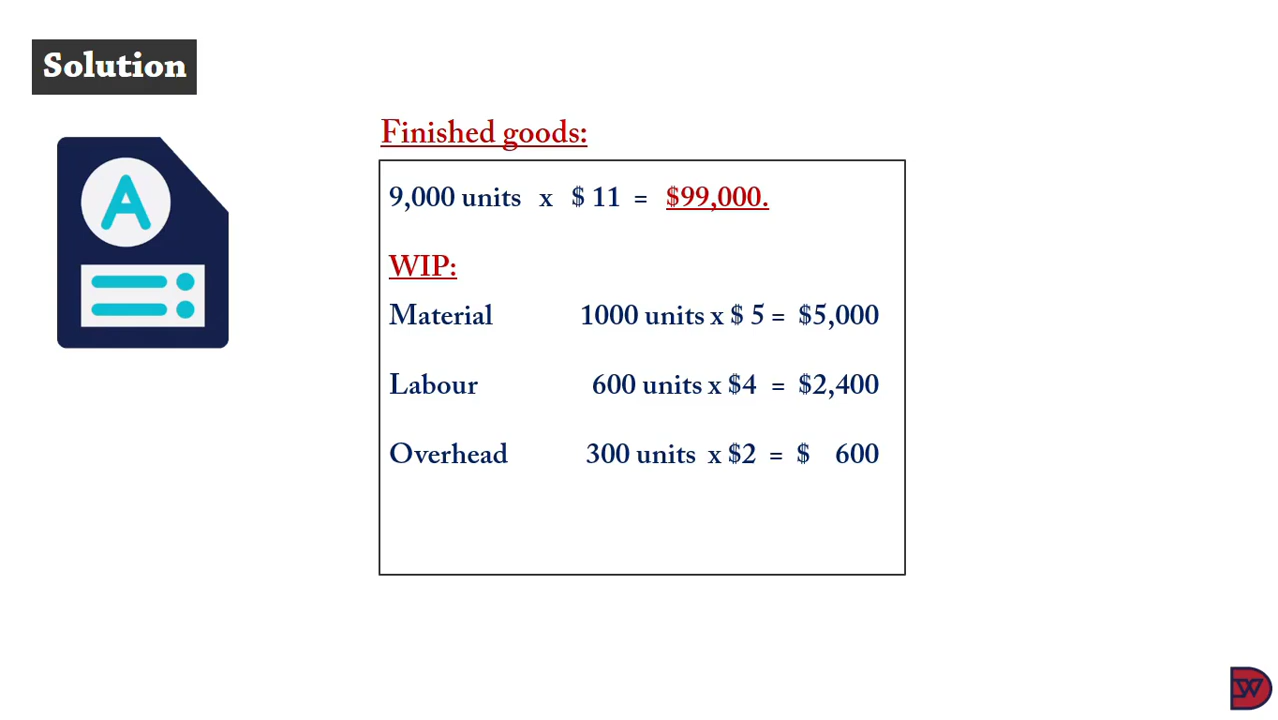 Solution
A
Finished goods:
9,000 units x $ 11 = $99,000.
WIP:
Material 1000 units x $ 5 = $5,000
Labour 600 units x $4 = $2,400
Overhead 300 units x $2 = $ 600